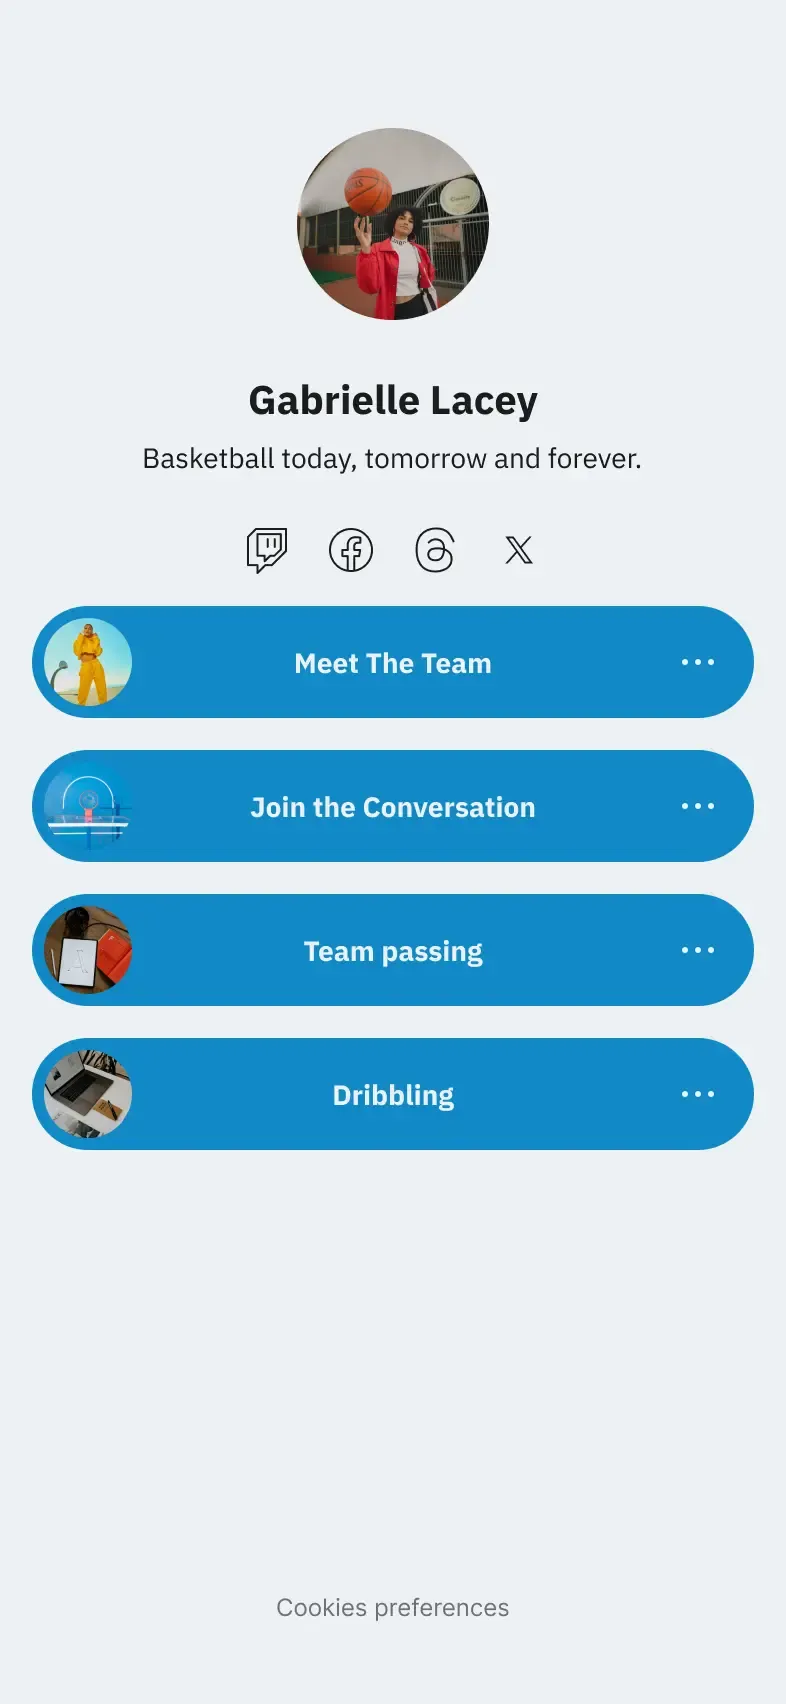 Gabrielle Lacey
Basketball today, tomorrow and forever.
Meet The Team
Join the Conversation
Team passing
Dribbling
Cookies preferences